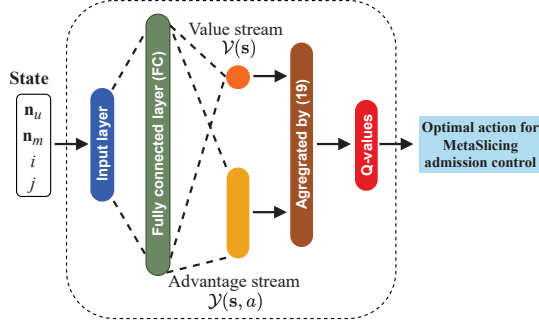 State
n_u
n_m
i
j
Input layer
Fully connected layer (FC)
Value stream
𝒱(s)
Advantage stream
𝒴(s, a)
Agregrated by (19)
Q-values
Optimal action for
MetaSlicing
admission control